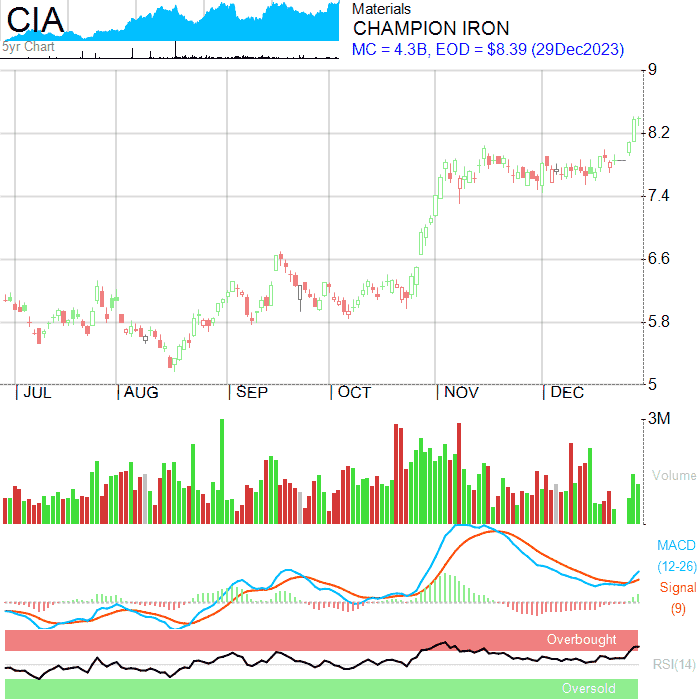 CIA
5yr Chart
Materials
CHAMPION IRON
MC = 4.3B, EOD = $8.39 (29Dec2023)
9
8.2
7.4
6.6
5.8
5
JUL AUG SEP OCT NOV DEC
3M
Volume
MACD
(12-26)
Signal
(9)
Overbought
RSI(14)
Oversold